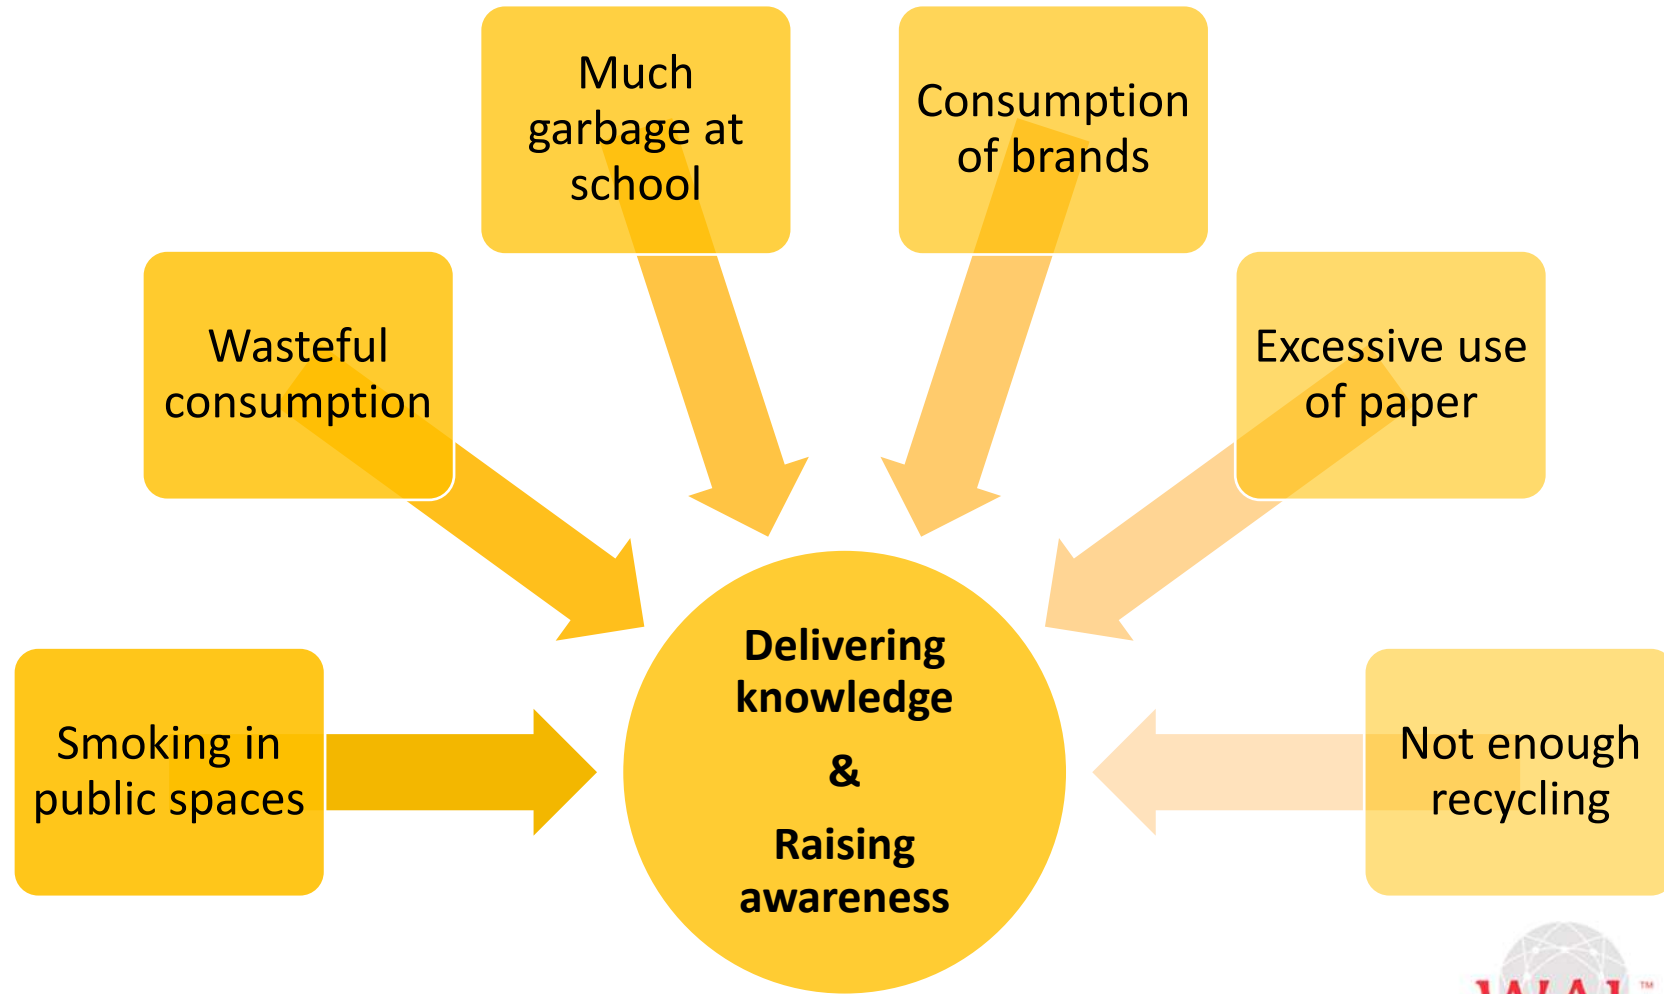 Much
garbage at
school
Consumption
of brands
Wasteful
consumption
Excessive use
of paper
Smoking in
public spaces
Delivering
knowledge
&
Raising
awareness
Not enough
recycling
TM